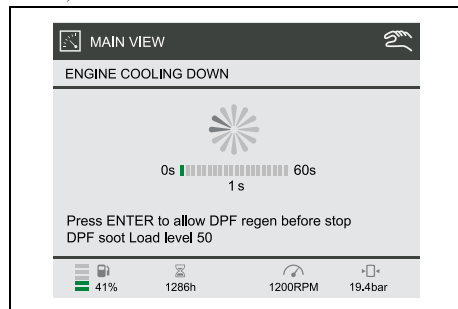 MAIN VIEW
ENGINE COOLING DOWN
0s 60s
1 s
Press ENTER to allow DPF regen before stop
DPF soot Load level 50
41% 1286h 1200RPM 19.4bar